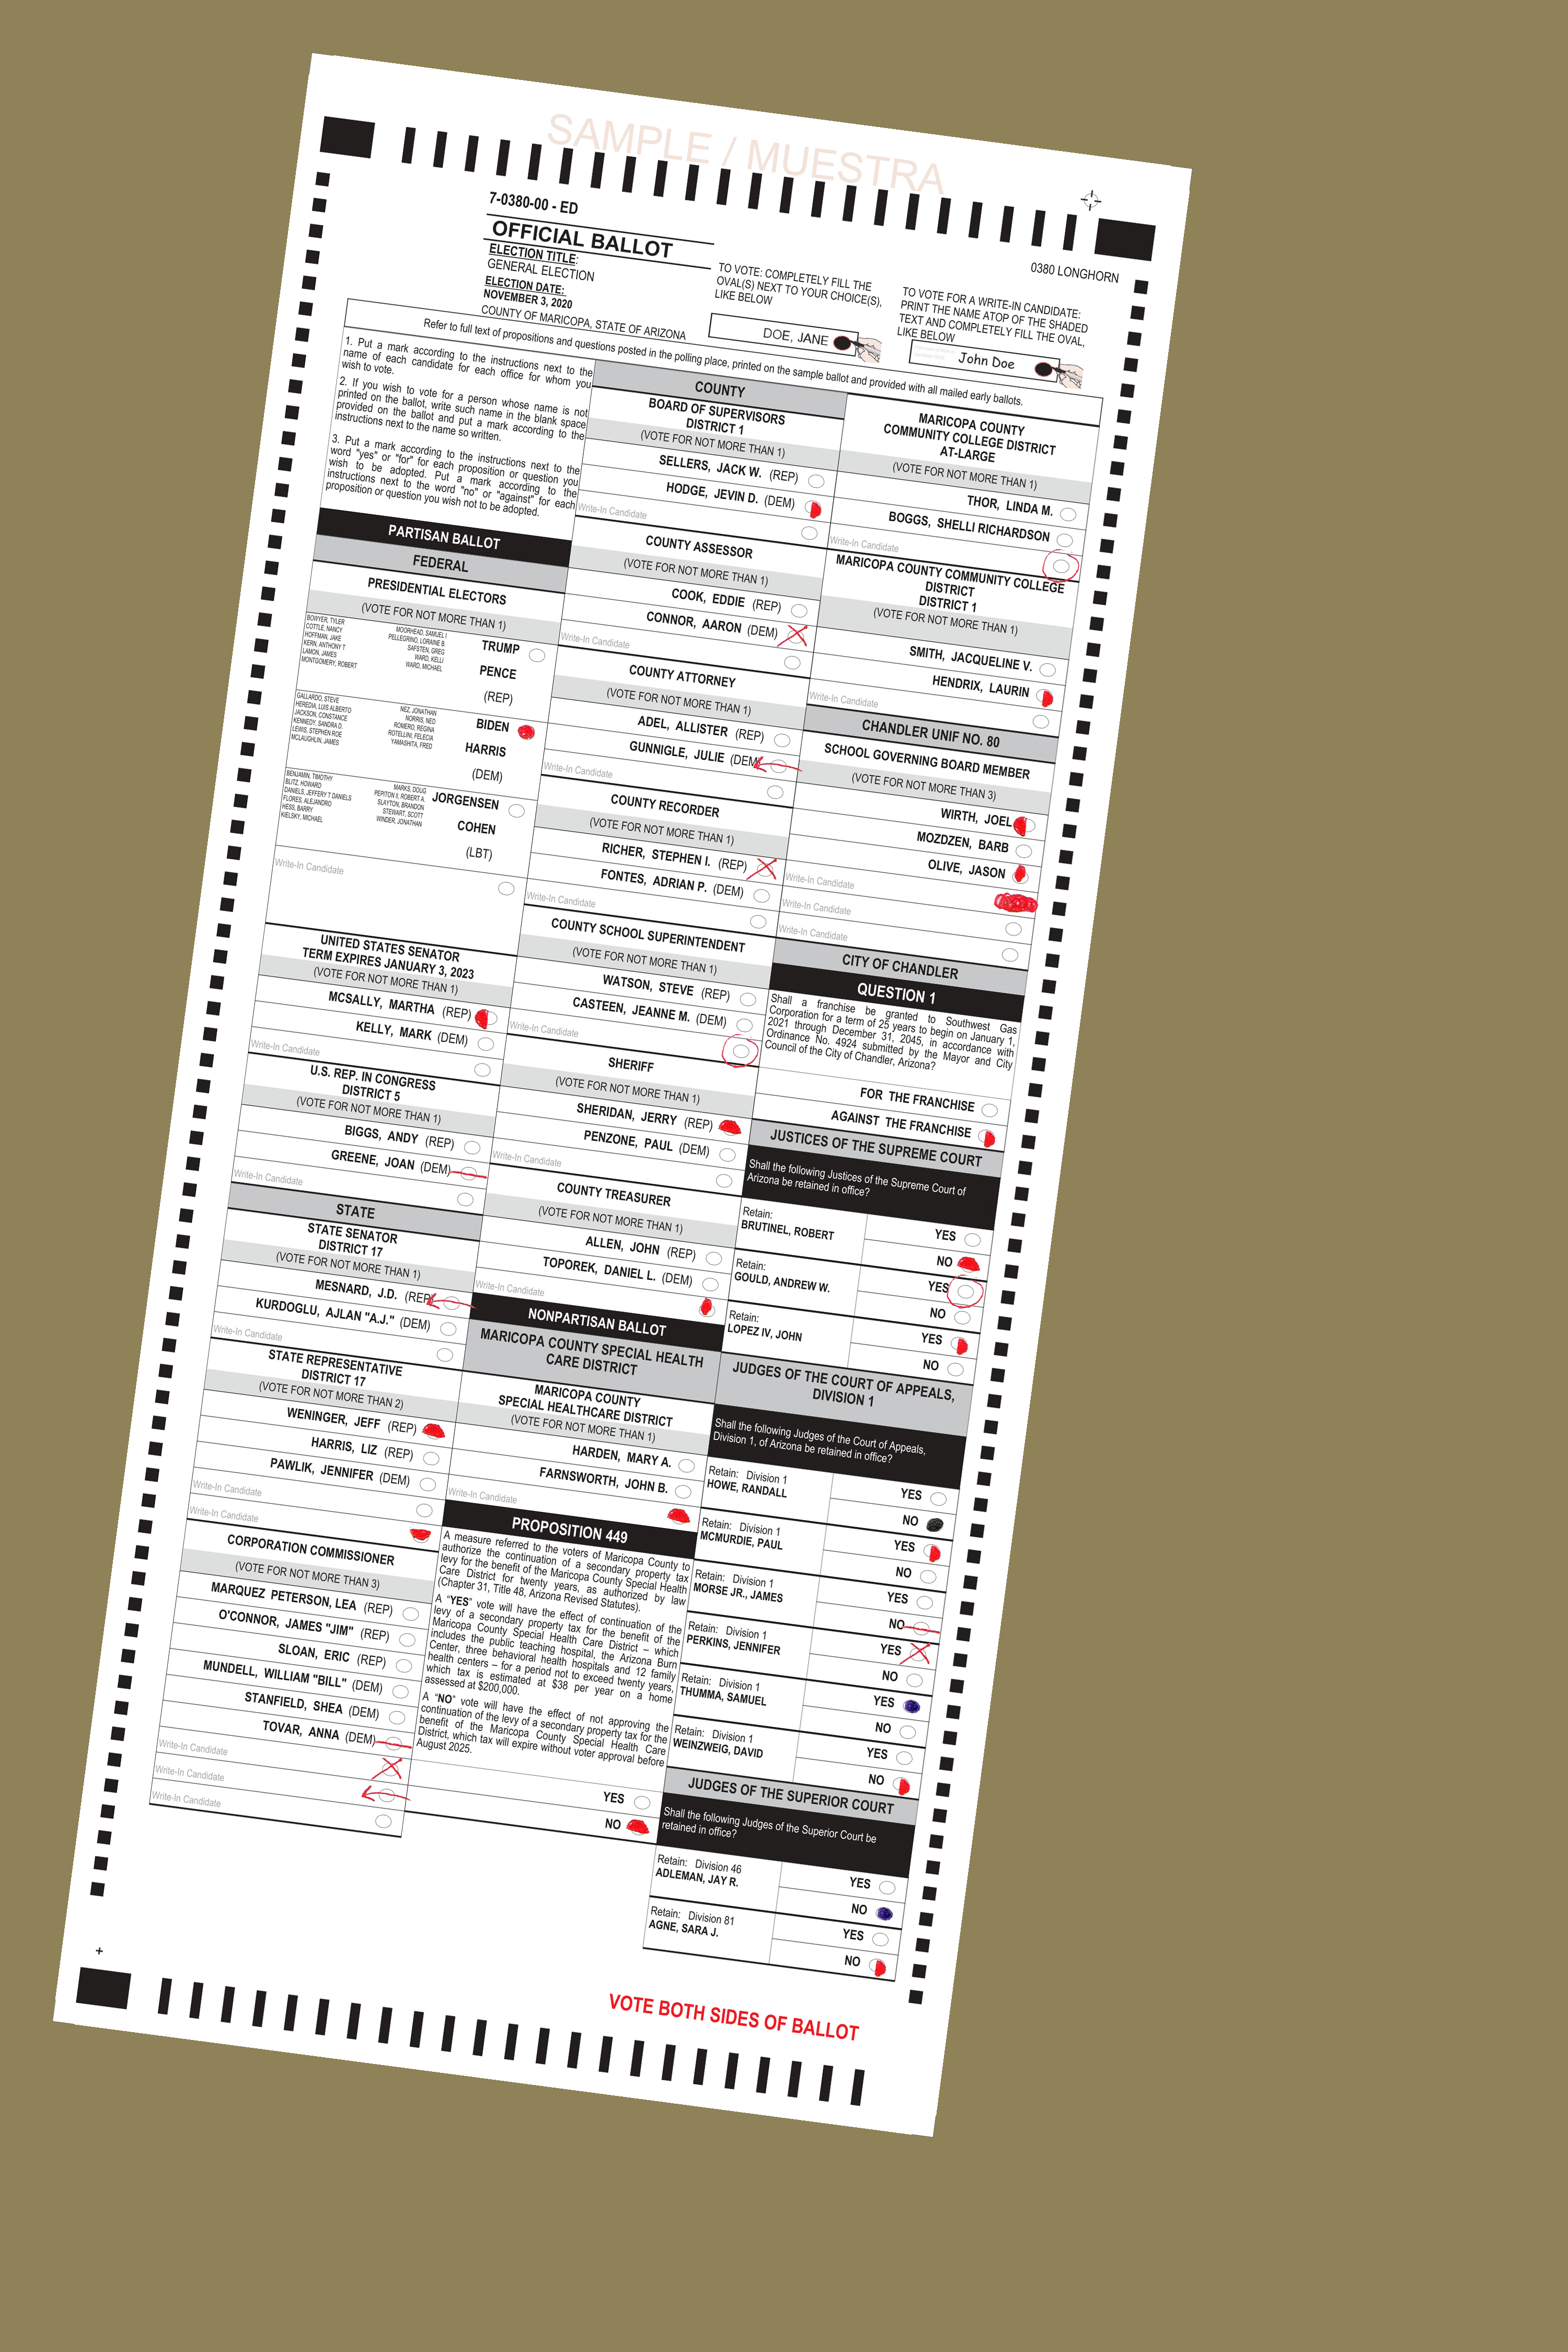 SAMPLE / MUESTRA
7-0380-00 - ED
0380 LONGHORN
OFFICIAL BALLOT
ELECTION TITLE:
GENERAL ELECTION
ELECTION DATE:
NOVEMBER 3, 2020
COUNTY OF MARICOPA, STATE OF ARIZONA
TO VOTE: COMPLETELY FILL THE
OVAL(S) NEXT TO YOUR CHOICE(S),
LIKE BELOW
DOE, JANE
TO VOTE FOR A WRITE-IN CANDIDATE:
PRINT THE NAME ATOP OF THE SHADED
TEXT AND COMPLETELY FILL THE OVAL,
LIKE BELOW
John Doe
Refer to full text of propositions and questions posted in the polling place, printed on the sample ballot and provided with all mailed early ballots.
1. Put a mark according to the instructions next to the
name of each candidate for each office for whom you
wish to vote.
2. If you wish to vote for a person whose name is not
printed on the ballot, write such name in the blank space
provided on the ballot and put a mark according to the
instructions next to the name so written.
3. Put a mark according to the instructions next to the
word "yes" or "for" for each proposition or question you
wish to be adopted. Put a mark according to the
instructions next to the word "no" or "against" for each
proposition or question you wish not to be adopted.
PARTISAN BALLOT
FEDERAL
PRESIDENTIAL ELECTORS
(VOTE FOR NOT MORE THAN 1)
BOWYER, TYLER
COTTLE, NANCY
HOFFMAN, JAKE
KERN, ANTHONY T
LAMON, JAMES
MONTGOMERY, ROBERT
MOORHEAD, SAMUEL I
PELLEGRINO, LORAINE B.
SAFSTEN, GREG
WARD, KELLI
WARD, MICHAEL
TRUMP
PENCE
(REP)
GALLARDO, STEVE
HEREDIA, LUIS ALBERTO
JACKSON, CONSTANCE
KENNEDY, SANDRA D.
LEWIS, STEPHEN ROE
MCLAUGHLIN, JAMES
NEZ, JONATHAN
NORRIS, NED
ROMERO, REGINA
ROTELLINI, FELECIA
YAMASHITA, FRED
BIDEN
HARRIS
(DEM)
BENJAMIN, TIMOTHY
BLITZ, HOWARD
DANIELS, JEFFERY T DANIELS
FLORES, ALEJANDRO
HESS, BARRY
KIELSKY, MICHAEL
MARKS, DOUG
PEPITON II, ROBERT A.
SLAYTON, BRANDON
STEWART, SCOTT
WINDER, JONATHAN
JORGENSEN
COHEN
(LBT)
Write-In Candidate
UNITED STATES SENATOR
TERM EXPIRES JANUARY 3, 2023
(VOTE FOR NOT MORE THAN 1)
MCSALLY, MARTHA (REP)
KELLY, MARK (DEM)
Write-In Candidate
U.S. REP. IN CONGRESS
DISTRICT 5
(VOTE FOR NOT MORE THAN 1)
BIGGS, ANDY (REP)
GREENE, JOAN (DEM)
Write-In Candidate
STATE
STATE SENATOR
DISTRICT 17
(VOTE FOR NOT MORE THAN 1)
MESNARD, J.D. (REP)
KURDOGLU, AJLAN "A.J." (DEM)
Write-In Candidate
STATE REPRESENTATIVE
DISTRICT 17
(VOTE FOR NOT MORE THAN 2)
WENINGER, JEFF (REP)
HARRIS, LIZ (REP)
PAWLIK, JENNIFER (DEM)
Write-In Candidate
Write-In Candidate
CORPORATION COMMISSIONER
(VOTE FOR NOT MORE THAN 3)
MARQUEZ PETERSON, LEA (REP)
O'CONNOR, JAMES "JIM" (REP)
SLOAN, ERIC (REP)
MUNDELL, WILLIAM "BILL" (DEM)
STANFIELD, SHEA (DEM)
TOVAR, ANNA (DEM)
Write-In Candidate
Write-In Candidate
Write-In Candidate
COUNTY
BOARD OF SUPERVISORS
DISTRICT 1
(VOTE FOR NOT MORE THAN 1)
SELLERS, JACK W. (REP)
HODGE, JEVIN D. (DEM)
Write-In Candidate
COUNTY ASSESSOR
(VOTE FOR NOT MORE THAN 1)
COOK, EDDIE (REP)
CONNOR, AARON (DEM)
Write-In Candidate
COUNTY ATTORNEY
(VOTE FOR NOT MORE THAN 1)
ADEL, ALLISTER (REP)
GUNNIGLE, JULIE (DEM)
Write-In Candidate
COUNTY RECORDER
(VOTE FOR NOT MORE THAN 1)
RICHER, STEPHEN I. (REP)
FONTES, ADRIAN P. (DEM)
Write-In Candidate
COUNTY SCHOOL SUPERINTENDENT
(VOTE FOR NOT MORE THAN 1)
WATSON, STEVE (REP)
CASTEEN, JEANNE M. (DEM)
Write-In Candidate
SHERIFF
(VOTE FOR NOT MORE THAN 1)
SHERIDAN, JERRY (REP)
PENZONE, PAUL (DEM)
Write-In Candidate
COUNTY TREASURER
(VOTE FOR NOT MORE THAN 1)
ALLEN, JOHN (REP)
TOPOREK, DANIEL L. (DEM)
Write-In Candidate
NONPARTISAN BALLOT
MARICOPA COUNTY SPECIAL HEALTH
CARE DISTRICT
MARICOPA COUNTY
SPECIAL HEALTHCARE DISTRICT
(VOTE FOR NOT MORE THAN 1)
HARDEN, MARY A.
FARNSWORTH, JOHN B.
Write-In Candidate
PROPOSITION 449
A measure referred to the voters of Maricopa County to
authorize the continuation of a secondary property tax
levy for the benefit of the Maricopa County Special Health
Care District for twenty years, as authorized by law
(Chapter 31, Title 48, Arizona Revised Statutes).
A “YES” vote will have the effect of continuation of the
levy of a secondary property tax for the benefit of the
Maricopa County Special Health Care District – which
includes the public teaching hospital, the Arizona Burn
Center, three behavioral health hospitals and 12 family
health centers – for a period not to exceed twenty years,
which tax is estimated at $38 per year on a home
assessed at $200,000.
A “NO” vote will have the effect of not approving the
continuation of the levy of a secondary property tax for the
benefit of the Maricopa County Special Health Care
District, which tax will expire without voter approval before
August 2025.
YES
NO
MARICOPA COUNTY
COMMUNITY COLLEGE DISTRICT
AT-LARGE
(VOTE FOR NOT MORE THAN 1)
THOR, LINDA M.
BOGGS, SHELLI RICHARDSON
Write-In Candidate
MARICOPA COUNTY COMMUNITY COLLEGE
DISTRICT
DISTRICT 1
(VOTE FOR NOT MORE THAN 1)
SMITH, JACQUELINE V.
HENDRIX, LAURIN
Write-In Candidate
CHANDLER UNIF NO. 80
SCHOOL GOVERNING BOARD MEMBER
(VOTE FOR NOT MORE THAN 3)
WIRTH, JOEL
MOZDZEN, BARB
OLIVE, JASON
Write-In Candidate
Write-In Candidate
Write-In Candidate
CITY OF CHANDLER
QUESTION 1
Shall a franchise be granted to Southwest Gas
Corporation for a term of 25 years to begin on January 1,
2021 through December 31, 2045, in accordance with
Ordinance No. 4924 submitted by the Mayor and City
Council of the City of Chandler, Arizona?
FOR THE FRANCHISE
AGAINST THE FRANCHISE
JUSTICES OF THE SUPREME COURT
Shall the following Justices of the Supreme Court of
Arizona be retained in office?
Retain:
BRUTINEL, ROBERT
YES
NO
Retain:
GOULD, ANDREW W.
YES
NO
Retain:
LOPEZ IV, JOHN
YES
NO
JUDGES OF THE COURT OF APPEALS,
DIVISION 1
Shall the following Judges of the Court of Appeals,
Division 1, of Arizona be retained in office?
Retain: Division 1
HOWE, RANDALL
YES
NO
Retain: Division 1
MCMURDIE, PAUL
YES
NO
Retain: Division 1
MORSE JR., JAMES
YES
NO
Retain: Division 1
PERKINS, JENNIFER
YES
NO
Retain: Division 1
THUMMA, SAMUEL
YES
NO
Retain: Division 1
WEINZWEIG, DAVID
YES
NO
JUDGES OF THE SUPERIOR COURT
Shall the following Judges of the Superior Court be
retained in office?
Retain: Division 46
ADLEMAN, JAY R.
YES
NO
Retain: Division 81
AGNE, SARA J.
YES
NO
VOTE BOTH SIDES OF BALLOT